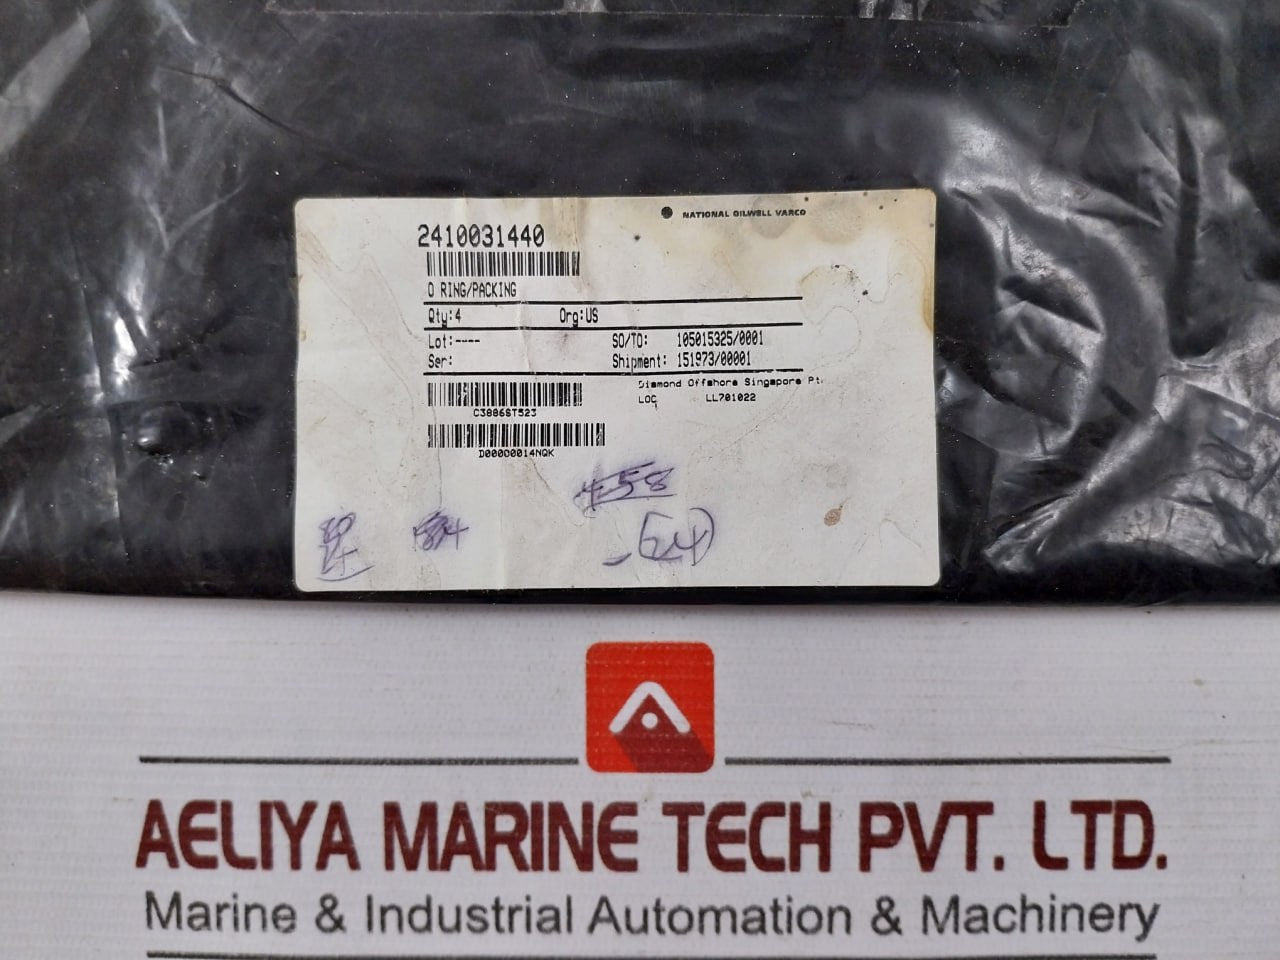 NATIONAL OILWELL VARCO
2410031440
O RING/PACKING
Qty:4 Org:US
Lot:---- SO/TO: 105015325/0001
Ser: Shipment: 151973/00001
Diamond Offshore Singapore Pt
LOC LL701022
C3886ST523
D00000014NQK
458
AELIYA MARINE TECH PVT. LTD.
Marine & Industrial Automation & Machinery